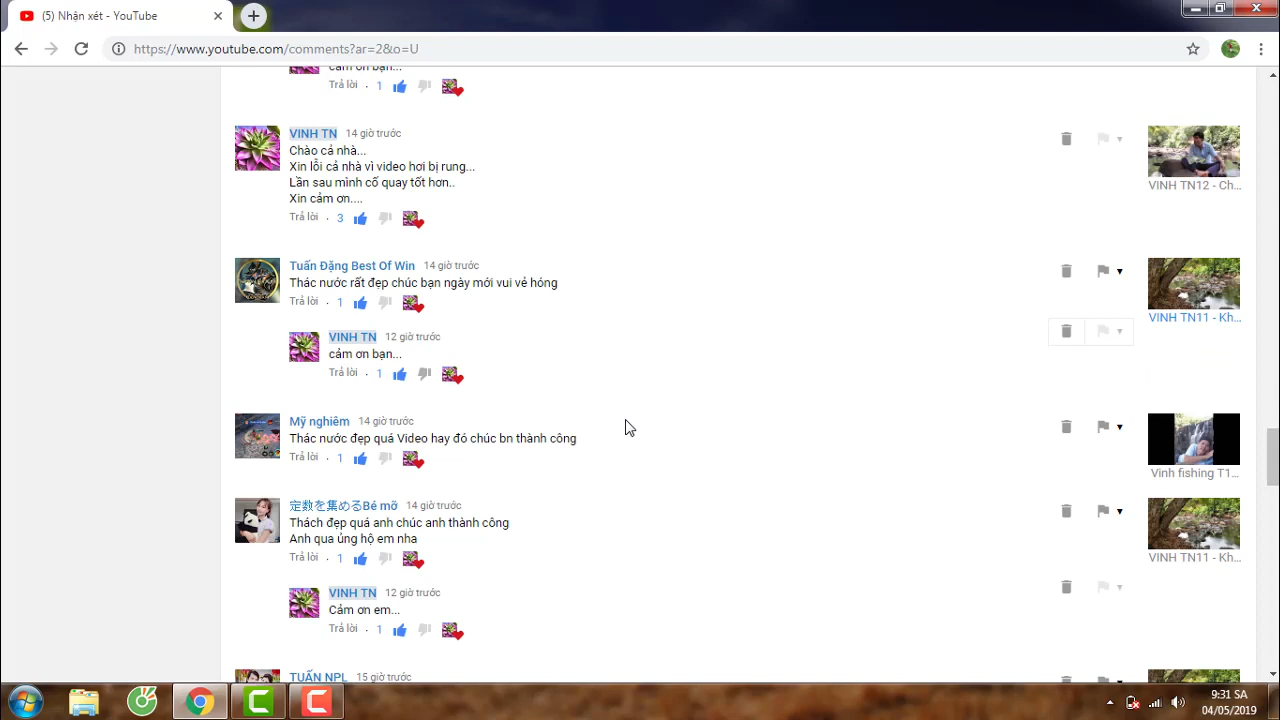 (5) Nhận xét - YouTube
https://www.youtube.com/comments?ar=2&o=U
cảm ơn bạn...
Trả lời · 1
VINH TN 14 giờ trước
Chào cả nhà...
Xin lỗi cả nhà vì video hơi bị rung...
Lần sau mình cố quay tốt hơn..
Xin cảm ơn....
Trả lời · 3
VINH TN12 - Ch...
Tuấn Đặng Best Of Win 14 giờ trước
Thác nước rất đẹp chúc bạn ngày mới vui vẻ hóng
Trả lời · 1
VINH TN11 - Kh...
VINH TN 12 giờ trước
cảm ơn bạn...
Trả lời · 1
Mỹ nghiêm 14 giờ trước
Thác nước đẹp quá Video hay đó chúc bn thành công
Trả lời · 1
Vinh fishing T1...
定数を集めるBé mỡ 14 giờ trước
Thách đẹp quá anh chúc anh thành công
Anh qua ủng hộ em nha
Trả lời · 1
VINH TN11 - Kh...
VINH TN 12 giờ trước
Cảm ơn em...
Trả lời · 1
TUẤN NPL 15 giờ trước
9:31 SA
04/05/2019